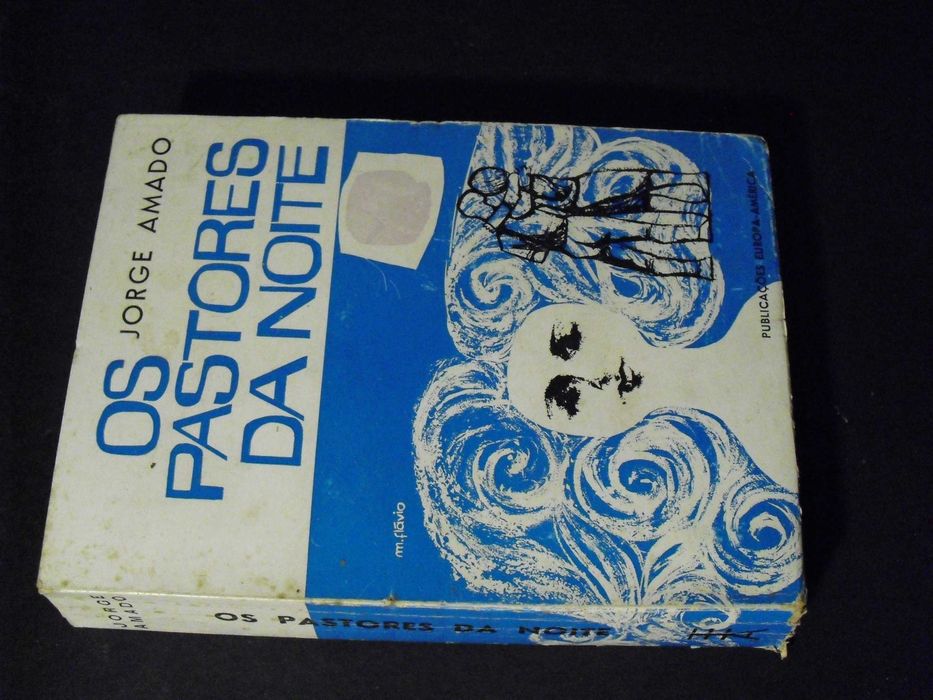 JORGE AMADO
OS
PASTORES
DA NOITE
m.flávio
PUBLICAÇÕES EUROPA-AMÉRICA
JORGE
AMADO
OS PASTORES DA NOITE